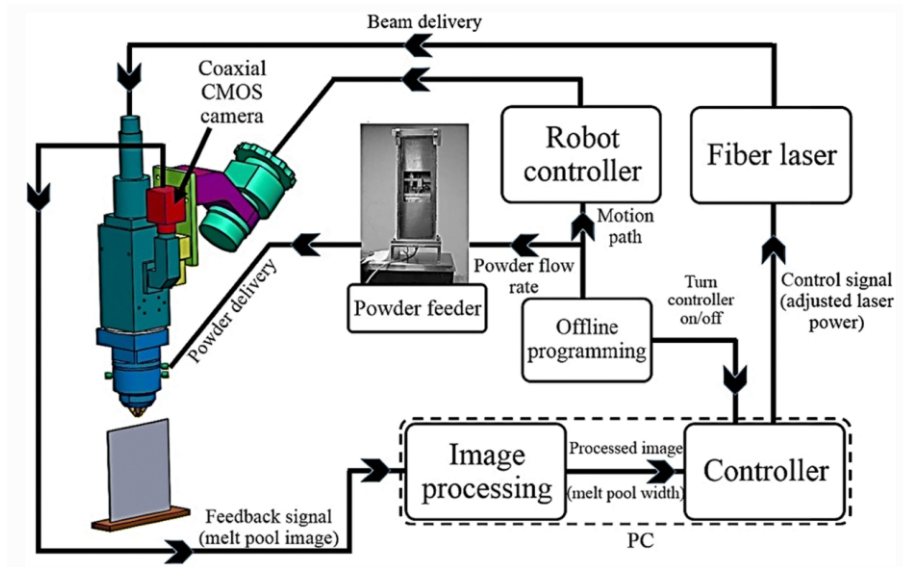 Beam delivery
Coaxial
CMOS
camera
Robot
controller
Fiber laser
Motion
path
Powder flow
rate
Powder feeder
Powder delivery
Offline
programming
Turn
controller
on/off
Control signal
(adjusted laser
power)
Image
processing
Processed image
(melt pool width)
Controller
Feedback signal
(melt pool image)
PC